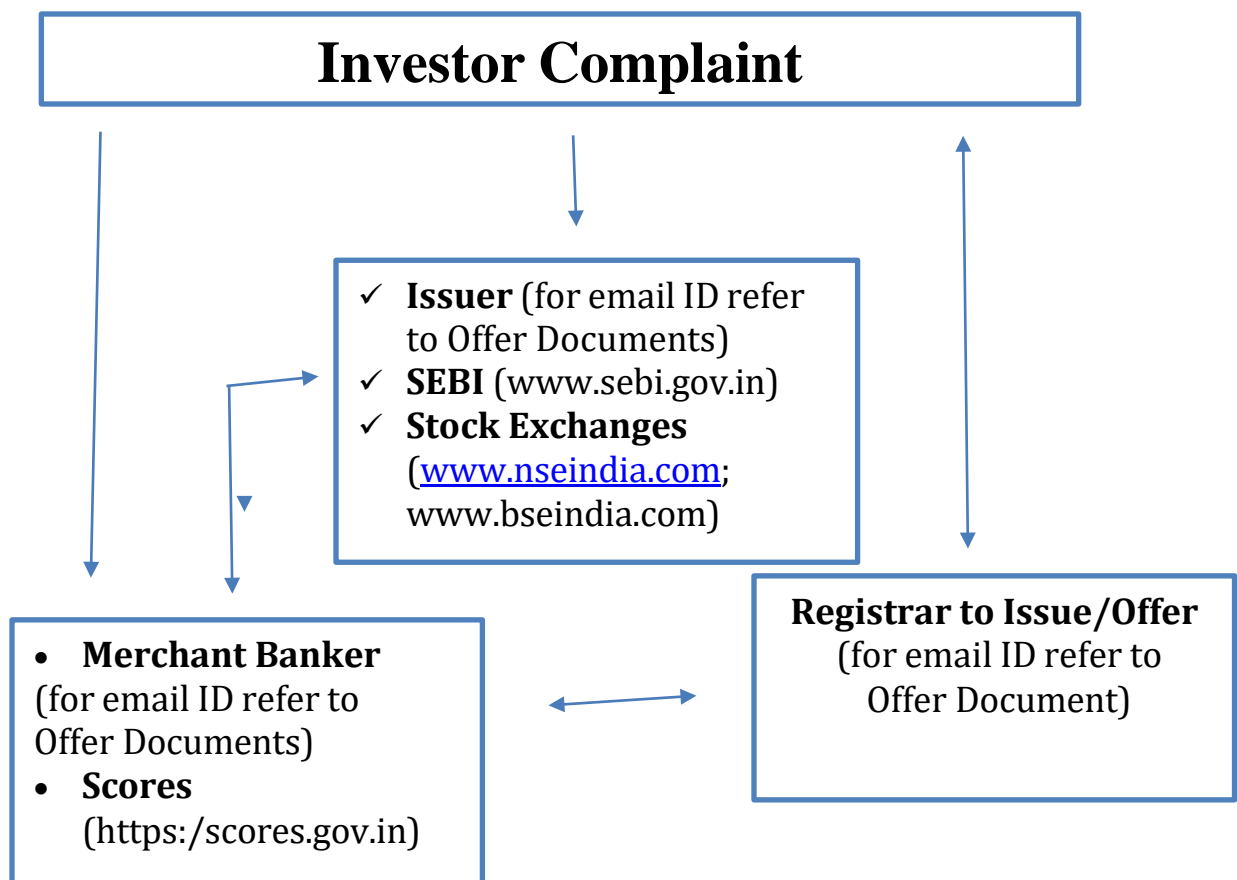 Investor Complaint
✓ Issuer (for email ID refer
to Offer Documents)
✓ SEBI (www.sebi.gov.in)
✓ Stock Exchanges
(www.nseindia.com;
www.bseindia.com)
• Merchant Banker
(for email ID refer to
Offer Documents)
• Scores
(https:/scores.gov.in)
Registrar to Issue/Offer
(for email ID refer to
Offer Document)